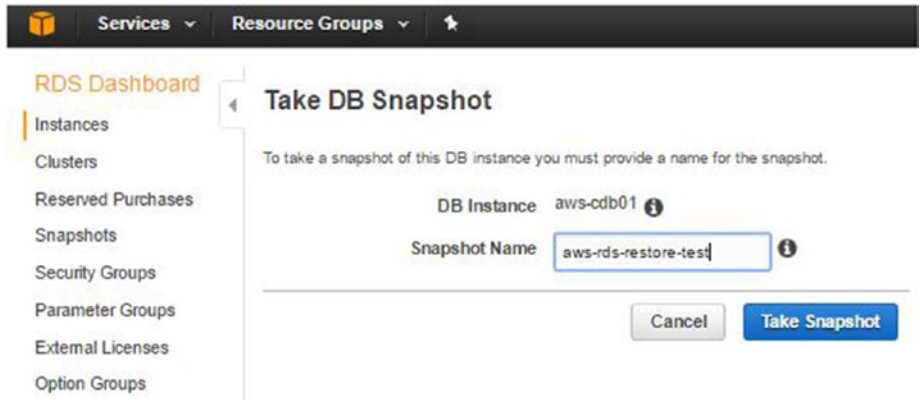 Services Resource Groups
RDS Dashboard
Instances
Clusters
Reserved Purchases
Snapshots
Security Groups
Parameter Groups
External Licenses
Option Groups
Take DB Snapshot
To take a snapshot of this DB instance you must provide a name for the snapshot.
DB Instance aws-cdb01
Snapshot Name aws-rds-restore-test
Cancel Take Snapshot